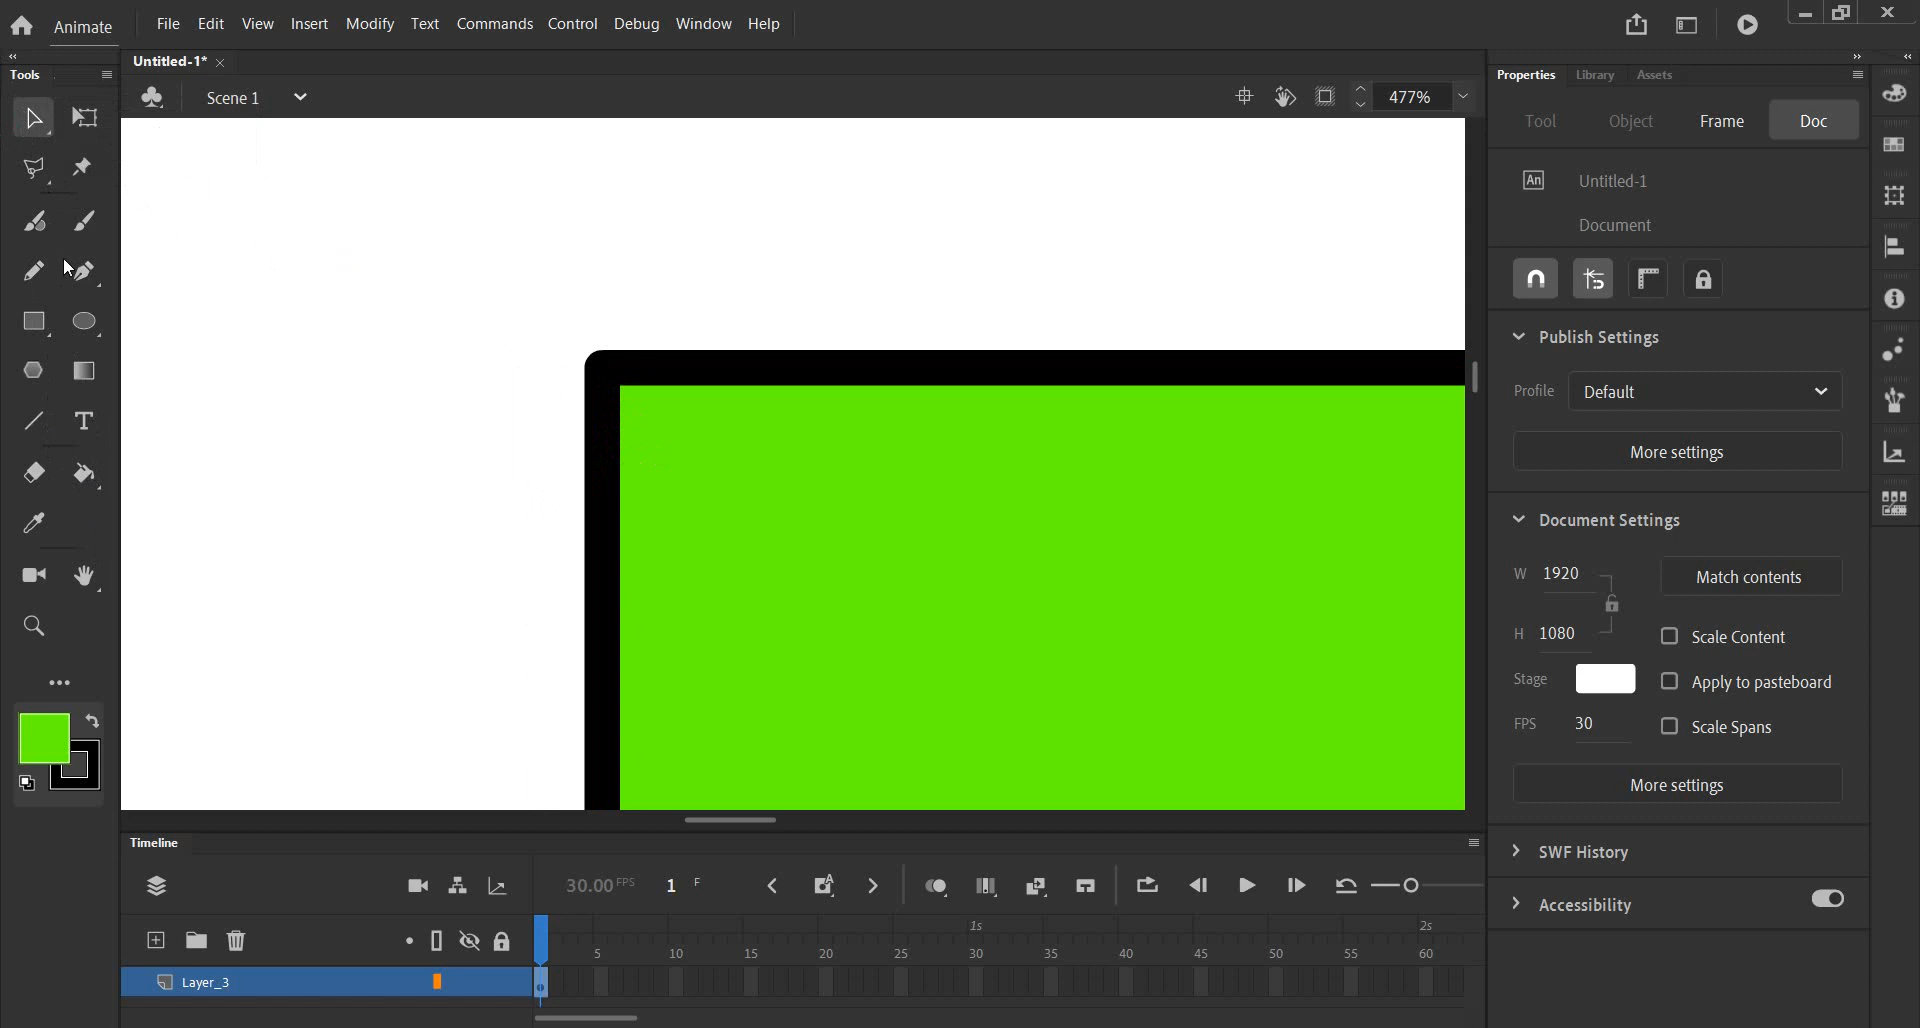 Animate File Edit View Insert Modify Text Commands Control Debug Window Help
Tools
Untitled-1*
Properties Library Assets
Scene 1
477%
Tool Object Frame Doc
An Untitled-1
Document
Publish Settings
Profile Default
More settings
T
Document Settings
W 1920
Match contents
H 1080
Scale Content
Stage
Apply to pasteboard
FPS 30
Scale Spans
More settings
Timeline
SWF History
30.00 FPS 1 F
Accessibility
1s 2s
5 10 15 20 25 30 35 40 45 50 55 60
Layer_3